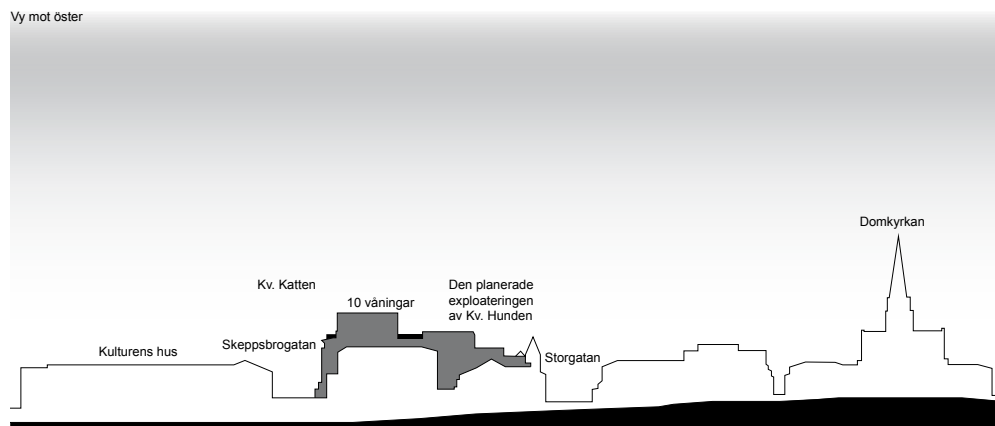 Vy mot öster
Domkyrkan
Kv. Katten
Den planerade
exploateringen
av Kv. Hunden
10 våningar
Skeppsbrogatan
Kulturens hus
Storgatan